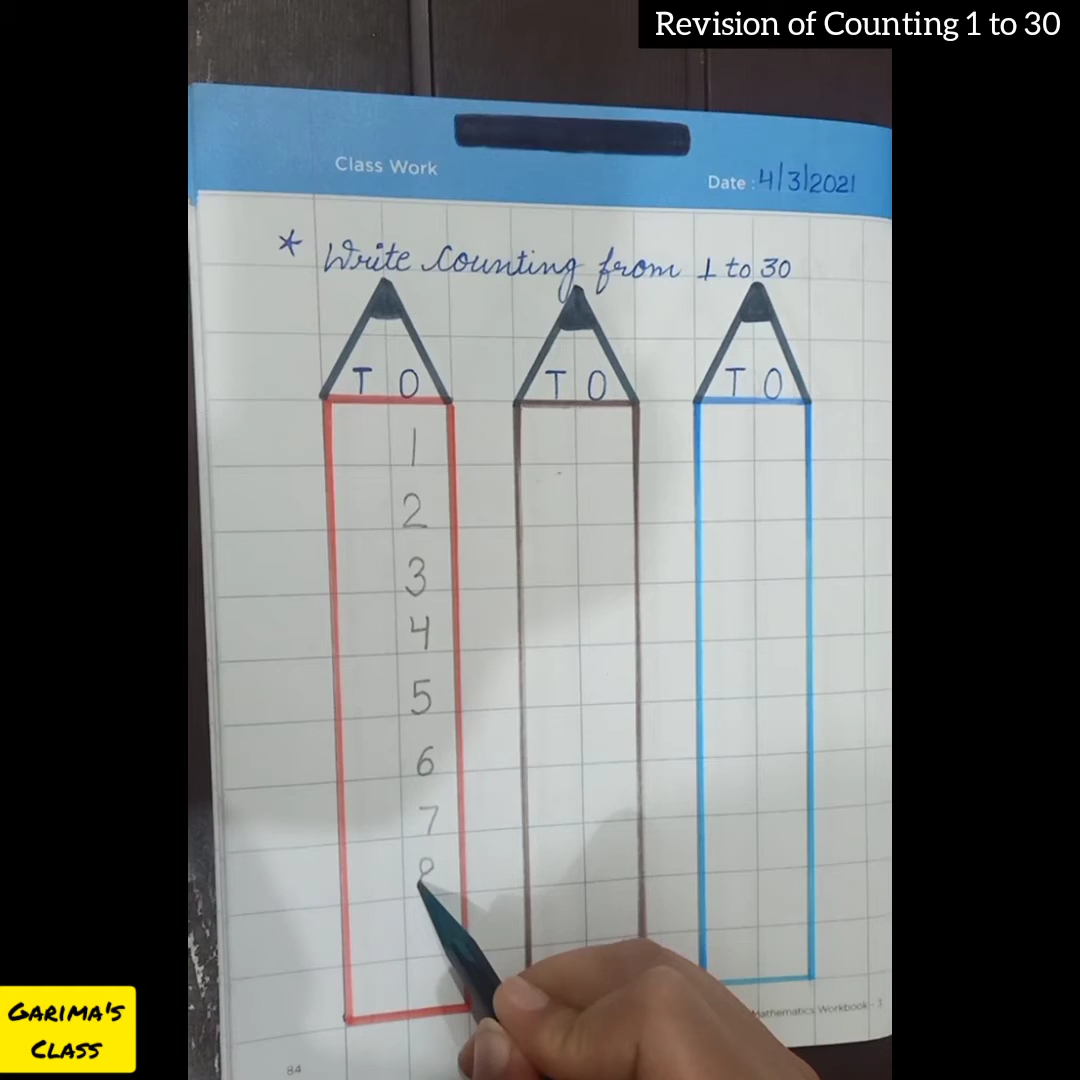 Revision of Counting 1 to 30
Class Work
Date : 4/3/2021
* Write Counting from 1 to 30
T O T O T O
1
2
3
4
5
6
7
8
Mathematics Workbook - 1
84
GARIMA'S
CLASS